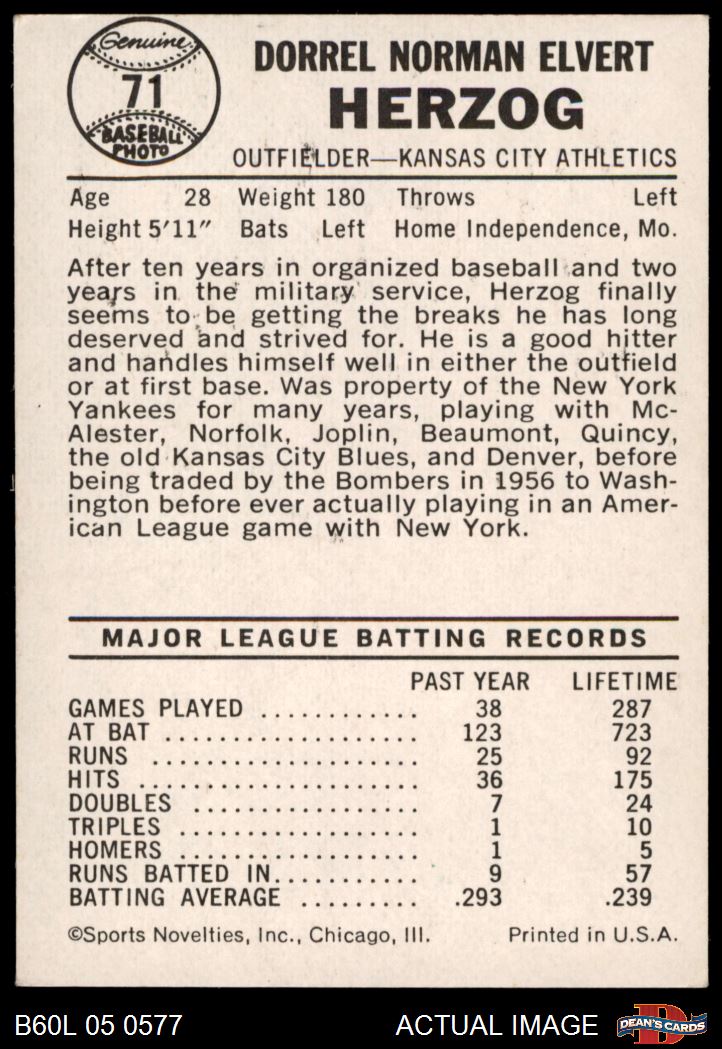 Genuine
71
BASEBALL
PHOTO
DORREL NORMAN ELVERT
HERZOG
OUTFIELDER—KANSAS CITY ATHLETICS
Age 28 Weight 180 Throws Left
Height 5'11" Bats Left Home Independence, Mo.
After ten years in organized baseball and two
years in the military service, Herzog finally
seems to be getting the breaks he has long
deserved and strived for. He is a good hitter
and handles himself well in either the outfield
or at first base. Was property of the New York
Yankees for many years, playing with Mc-
Alester, Norfolk, Joplin, Beaumont, Quincy,
the old Kansas City Blues, and Denver, before
being traded by the Bombers in 1956 to Wash-
ington before ever actually playing in an Amer-
ican League game with New York.
MAJOR LEAGUE BATTING RECORDS
PAST YEAR LIFETIME
GAMES PLAYED ............ 38 287
AT BAT ................... 123 723
RUNS .................... 25 92
HITS ..................... 36 175
DOUBLES ................ 7 24
TRIPLES ................. 1 10
HOMERS .................. 1 5
RUNS BATTED IN........... 9 57
BATTING AVERAGE ......... .293 .239
©Sports Novelties, Inc., Chicago, Ill. Printed in U.S.A.
B60L 05 0577 ACTUAL IMAGE DEAN'S CARDS